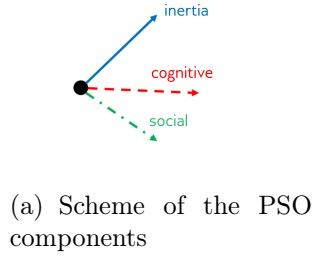 inertia
cognitive
social
(a) Scheme of the PSO
components